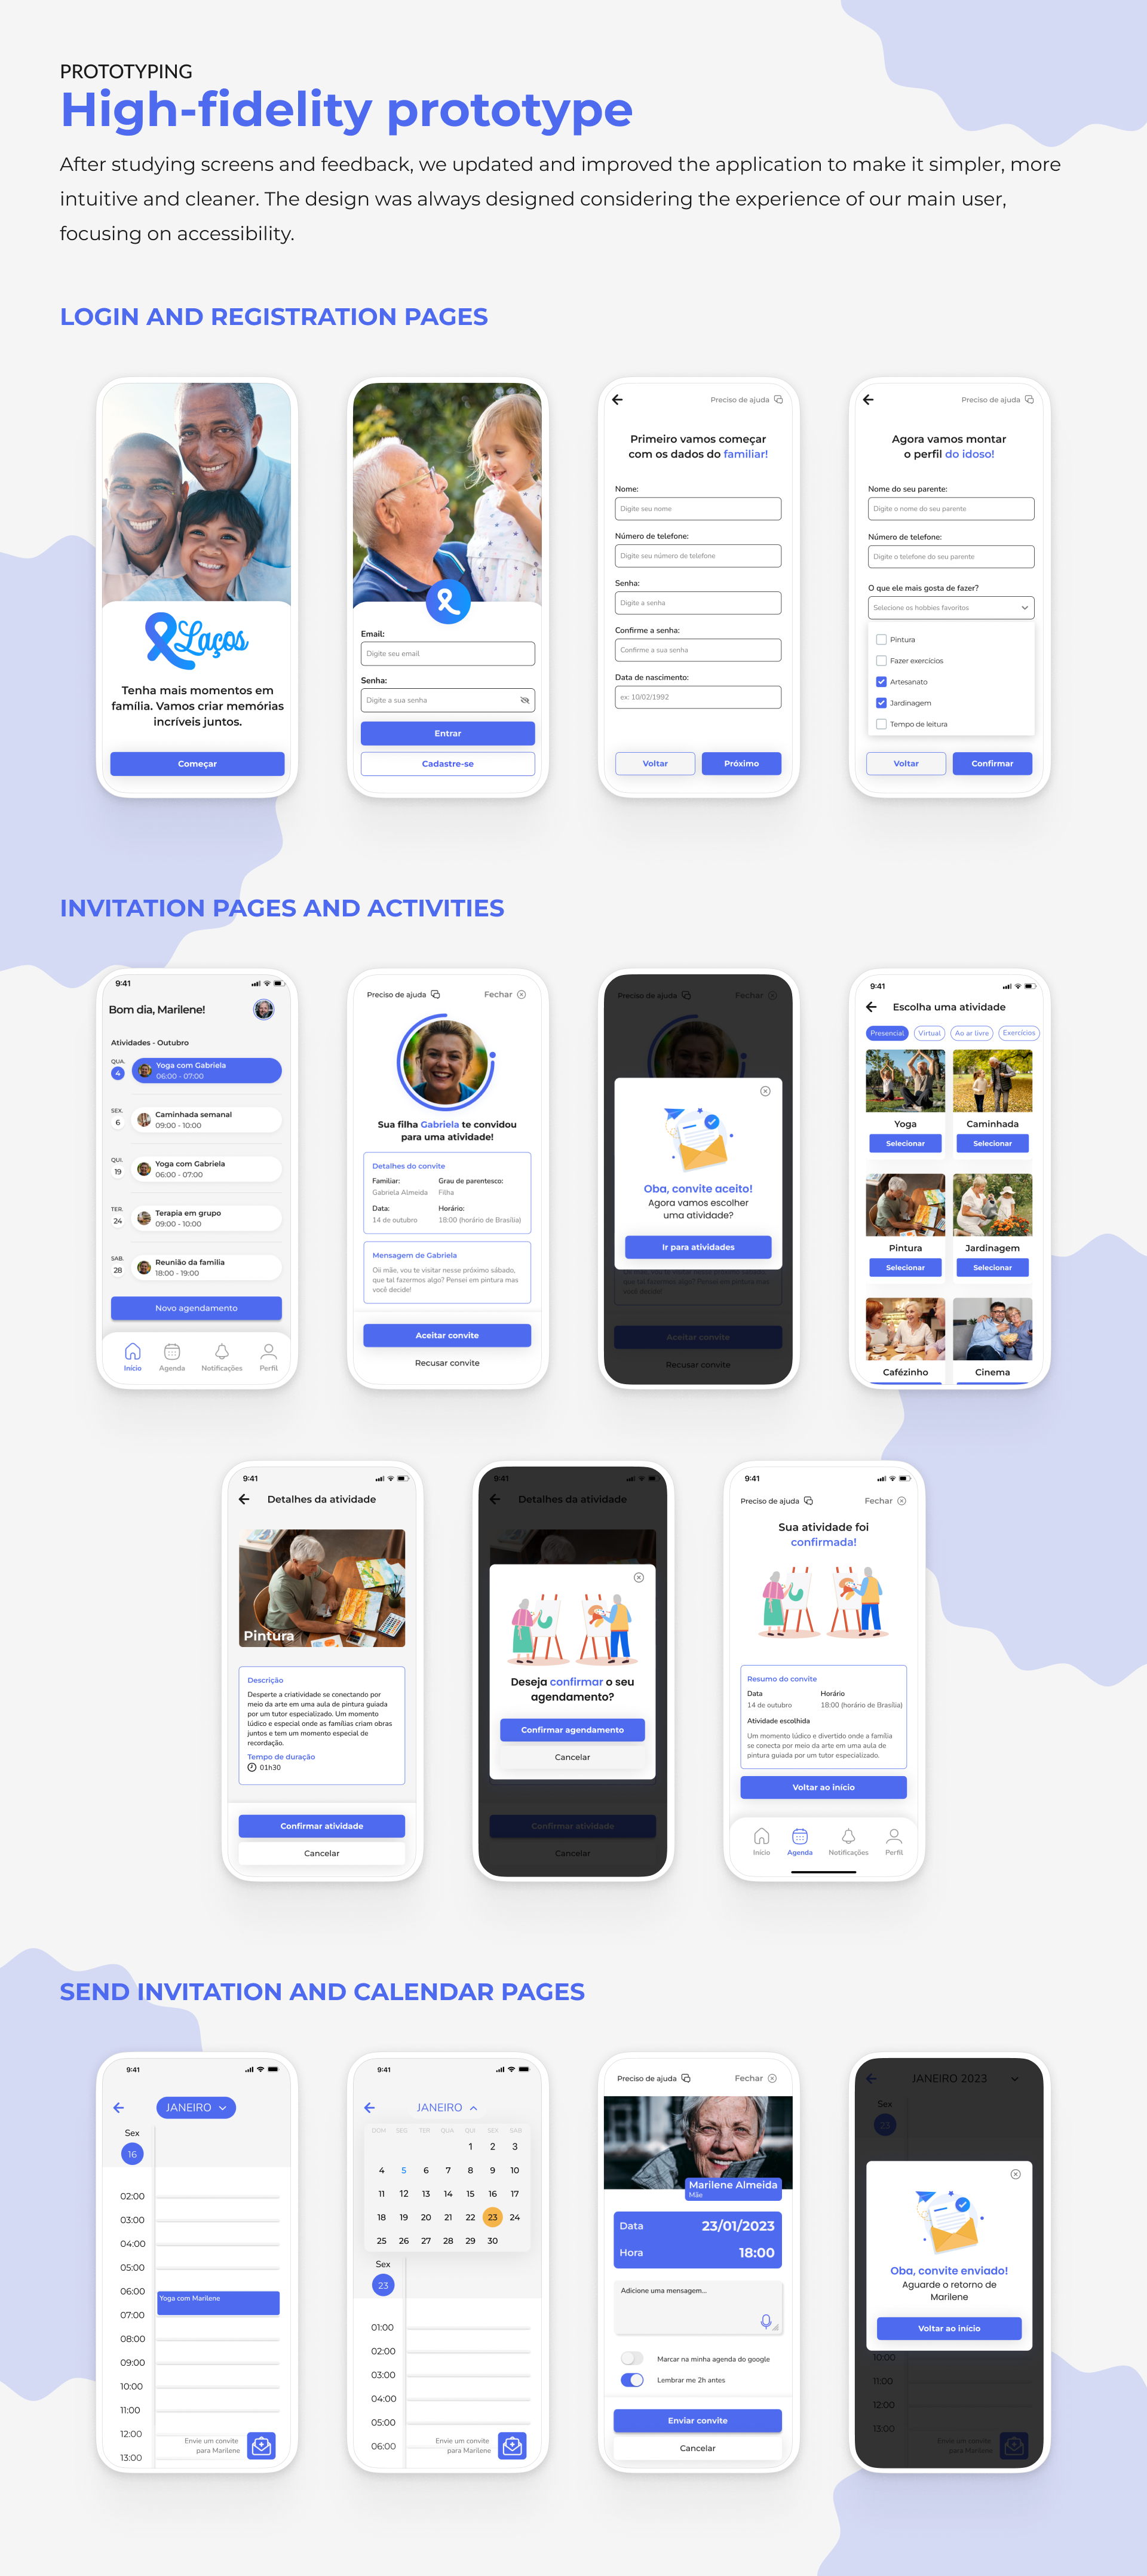 PROTOTYPING
High-fidelity prototype
After studying screens and feedback, we updated and improved the application to make it simpler, more
intuitive and cleaner. The design was always designed considering the experience of our main user,
focusing on accessibility.
LOGIN AND REGISTRATION PAGES
Laços
Tenha mais momentos em
família. Vamos criar memórias
incríveis juntos.
Começar
Email:
Digite seu email
Senha:
Digite a sua senha
Entrar
Cadastre-se
Preciso de ajuda
Primeiro vamos começar
com os dados do familiar!
Nome:
Digite seu nome
Número de telefone:
Digite seu número de telefone
Senha:
Digite a senha
Confirme a senha:
Confirme a sua senha
Data de nascimento:
ex: 10/02/1992
Voltar
Próximo
Preciso de ajuda
Agora vamos montar
o perfil do idoso!
Nome do seu parente:
Digite o nome do seu parente
Número de telefone:
Digite o telefone do seu parente
O que ele mais gosta de fazer?
Selecione os hobbies favoritos
Pintura
Fazer exercícios
Artesanato
Jardinagem
Tempo de leitura
Voltar
Confirmar
INVITATION PAGES AND ACTIVITIES
9:41
Bom dia, Marilene!
Atividades - Outubro
QUA.
4
Yoga com Gabriela
06:00 - 07:00
SEX.
6
Caminhada semanal
09:00 - 10:00
QUI.
19
Yoga com Gabriela
06:00 - 07:00
TER.
24
Terapia em grupo
09:00 - 10:00
SAB.
28
Reunião da família
18:00 - 19:00
Novo agendamento
Início
Agenda
Notificações
Perfil
Preciso de ajuda
Fechar
Sua filha Gabriela te convidou
para uma atividade!
Detalhes do convite
Familiar:
Grau de parentesco:
Gabriela Almeida
Filha
Data:
Horário:
14 de outubro
18:00 (horário de Brasília)
Mensagem de Gabriela
Oii mãe, vou te visitar nesse próximo sábado,
que tal fazermos algo? Pensei em pintura mas
você decide!
Aceitar convite
Recusar convite
Preciso de ajuda
Fechar
Oba, convite aceito!
Agora vamos escolher
uma atividade?
Ir para atividades
que tal fazermos algo? Pensei em pintura mas
você decide!
Aceitar convite
Recusar convite
9:41
Escolha uma atividade
Presencial
Virtual
Ao ar livre
Exercícios
Yoga
Caminhada
Selecionar
Selecionar
Pintura
Jardinagem
Selecionar
Selecionar
Cafézinho
Cinema
9:41
Detalhes da atividade
Pintura
Descrição
Desperte a criatividade se conectando por
meio da arte em uma aula de pintura guiada
por um tutor especializado. Um momento
lúdico e especial onde as famílias criam obras
juntos e tem um momento especial de
recordação.
Tempo de duração
01h30
Confirmar atividade
Cancelar
9:41
Detalhes da atividade
Deseja confirmar o seu
agendamento?
Confirmar agendamento
Cancelar
Confirmar atividade
Cancelar
9:41
Preciso de ajuda
Fechar
Sua atividade foi
confirmada!
Resumo do convite
Data
Horário
14 de outubro
18:00 (horário de Brasília)
Atividade escolhida
Um momento lúdico e divertido onde a família
se conecta por meio da arte em uma aula de
pintura guiada por um tutor especializado.
Voltar ao início
Início
Agenda
Notificações
Perfil
SEND INVITATION AND CALENDAR PAGES
9:41
JANEIRO
Sex
16
02:00
03:00
04:00
05:00
06:00
Yoga com Marilene
07:00
08:00
09:00
10:00
11:00
12:00
Envie um convite
para Marilene
13:00
9:41
JANEIRO
DOM SEG TER QUA QUI SEX SAB
1 2 3
4 5 6 7 8 9 10
11 12 13 14 15 16 17
18 19 20 21 22 23 24
25 26 27 28 29 30
Sex
23
01:00
02:00
03:00
04:00
05:00
Envie um convite
para Marilene
06:00
Preciso de ajuda
Fechar
Marilene Almeida
Mãe
Data
23/01/2023
Hora
18:00
Adicione uma mensagem...
Marcar na minha agenda do google
Lembrar me 2h antes
Enviar convite
Cancelar
JANEIRO 2023
Sex
23
Oba, convite enviado!
Aguarde o retorno de
Marilene
Voltar ao início
10:00
11:00
12:00
13:00
Envie um convite
para Marilene